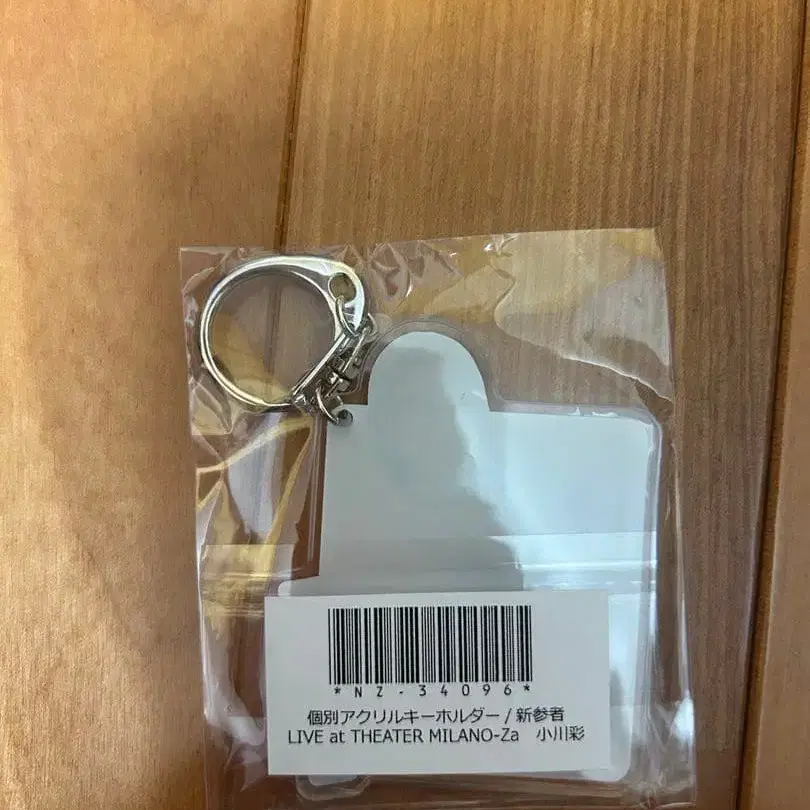 *NZ-34096*
個別アクリルキーホルダー / 新参者
LIVE at THEATER MILANO-Za　小川彩